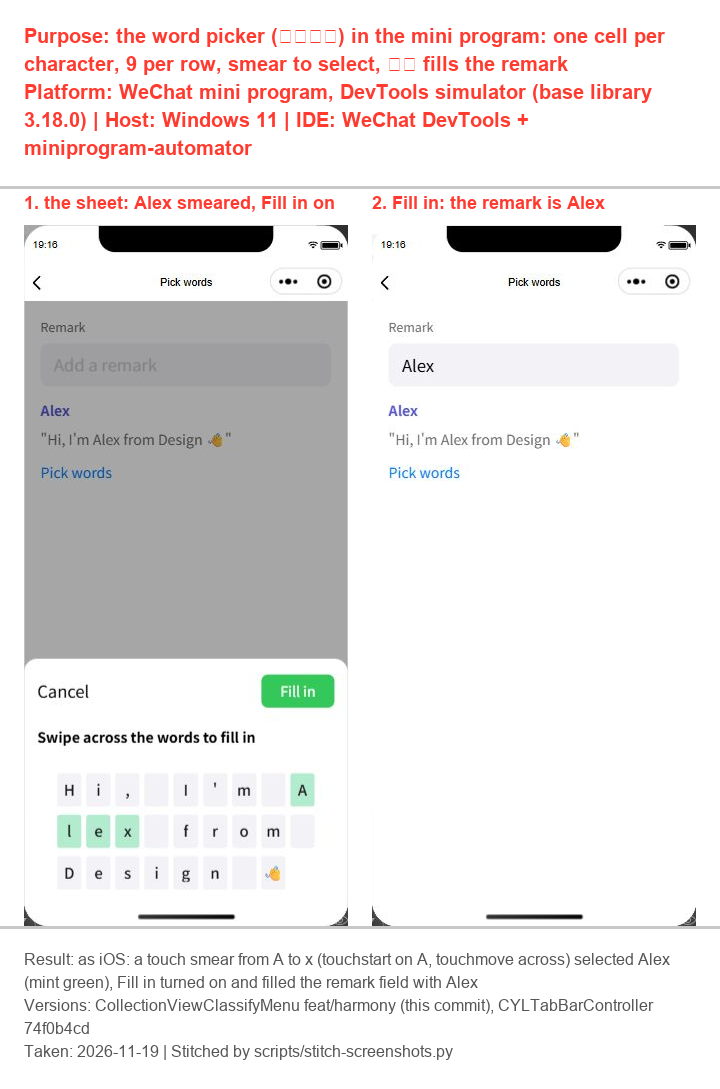 Purpose: the word picker (□□□□) in the mini program: one cell per
character, 9 per row, smear to select, □□ fills the remark
Platform: WeChat mini program, DevTools simulator (base library
3.18.0) | Host: Windows 11 | IDE: WeChat DevTools +
miniprogram-automator
1. the sheet: Alex smeared, Fill in on
2. Fill in: the remark is Alex
19:16
Pick words
Remark
Add a remark
Alex
"Hi, I'm Alex from Design 👋"
Pick words
Cancel
Fill in
Swipe across the words to fill in
H i , I ' m A
l e x f r o m
D e s i g n 👋
19:16
Pick words
Remark
Alex
Alex
"Hi, I'm Alex from Design 👋"
Pick words
Result: as iOS: a touch smear from A to x (touchstart on A, touchmove across) selected Alex
(mint green), Fill in turned on and filled the remark field with Alex
Versions: CollectionViewClassifyMenu feat/harmony (this commit), CYLTabBarController
74f0b4cd
Taken: 2026-11-19 | Stitched by scripts/stitch-screenshots.py